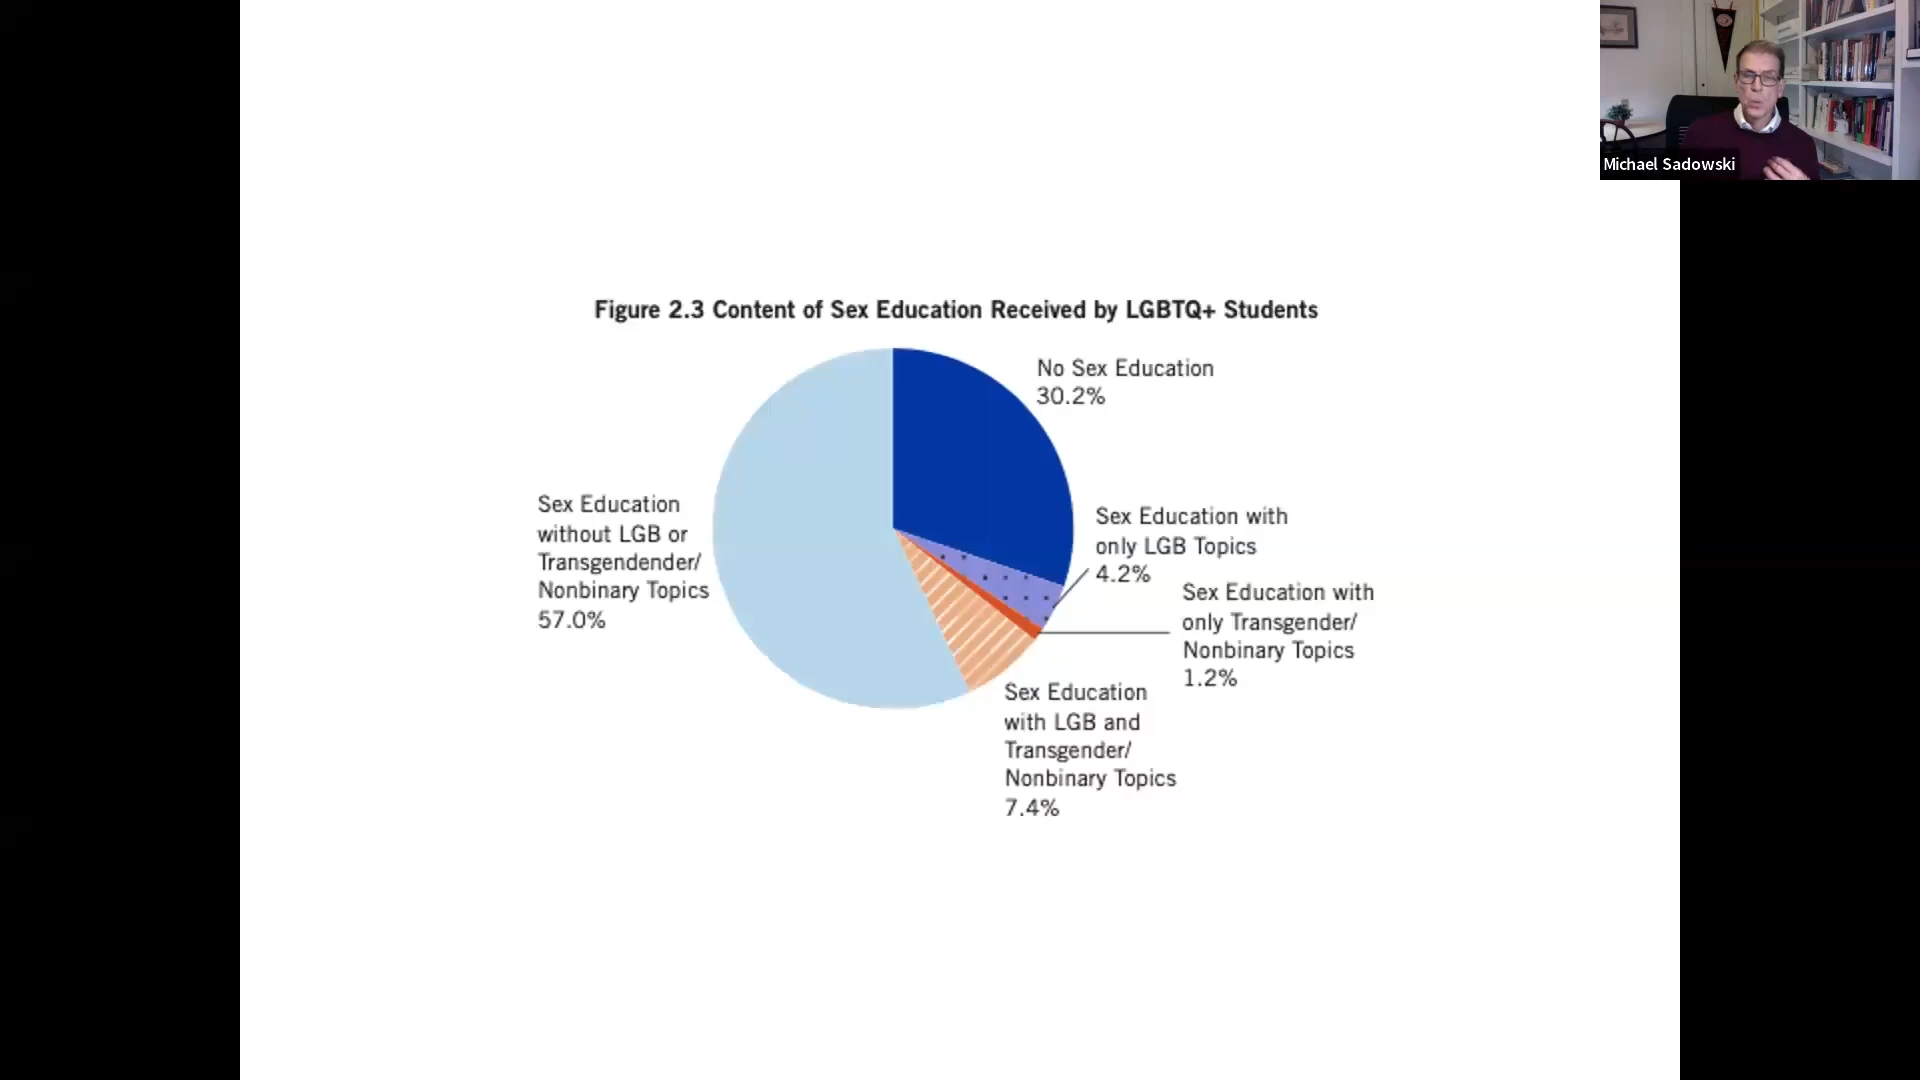 Michael Sadowski
Figure 2.3 Content of Sex Education Received by LGBTQ+ Students
No Sex Education
30.2%
Sex Education with
only LGB Topics
4.2%
Sex Education with
only Transgender/
Nonbinary Topics
1.2%
Sex Education
with LGB and
Transgender/
Nonbinary Topics
7.4%
Sex Education
without LGB or
Transgendender/
Nonbinary Topics
57.0%